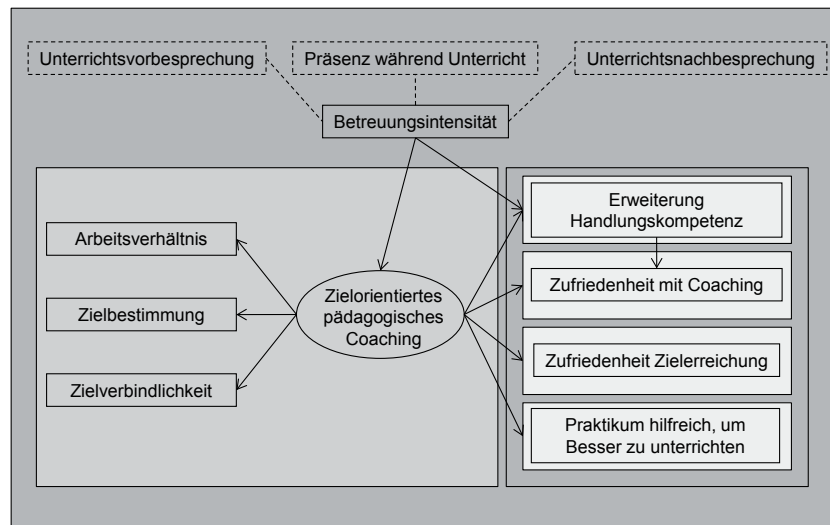 Unterrichtsvorbesprechung
Präsenz während Unterricht
Unterrichtsnachbesprechung
Betreuungsintensität
Arbeitsverhältnis
Zielbestimmung
Zielverbindlichkeit
Zielorientiertes
pädagogisches
Coaching
Erweiterung
Handlungskompetenz
Zufriedenheit mit Coaching
Zufriedenheit Zielerreichung
Praktikum hilfreich, um
Besser zu unterrichten